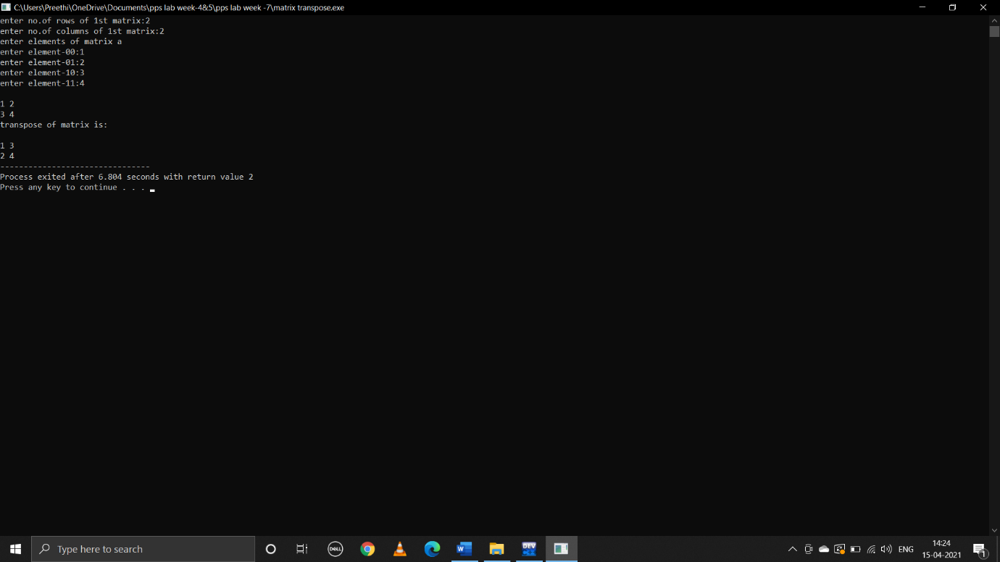 C:\Users\Preethi\OneDrive\Documents\pps lab week-4&5\pps lab week -7\matrix transpose.exe
enter no.of rows of 1st matrix:2
enter no.of columns of 1st matrix:2
enter elements of matrix a
enter element-00:1
enter element-01:2
enter element-10:3
enter element-11:4
1 2
3 4
transpose of matrix is:
1 3
2 4
--------------------------------
Process exited after 6.804 seconds with return value 2
Press any key to continue . . .
Type here to search
DELL
W
DEV
C++
ENG
14:24
15-04-2021
1